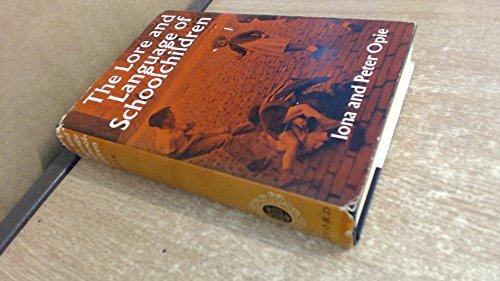 The Lore and
Language of
Schoolchildren
Iona and Peter Opie